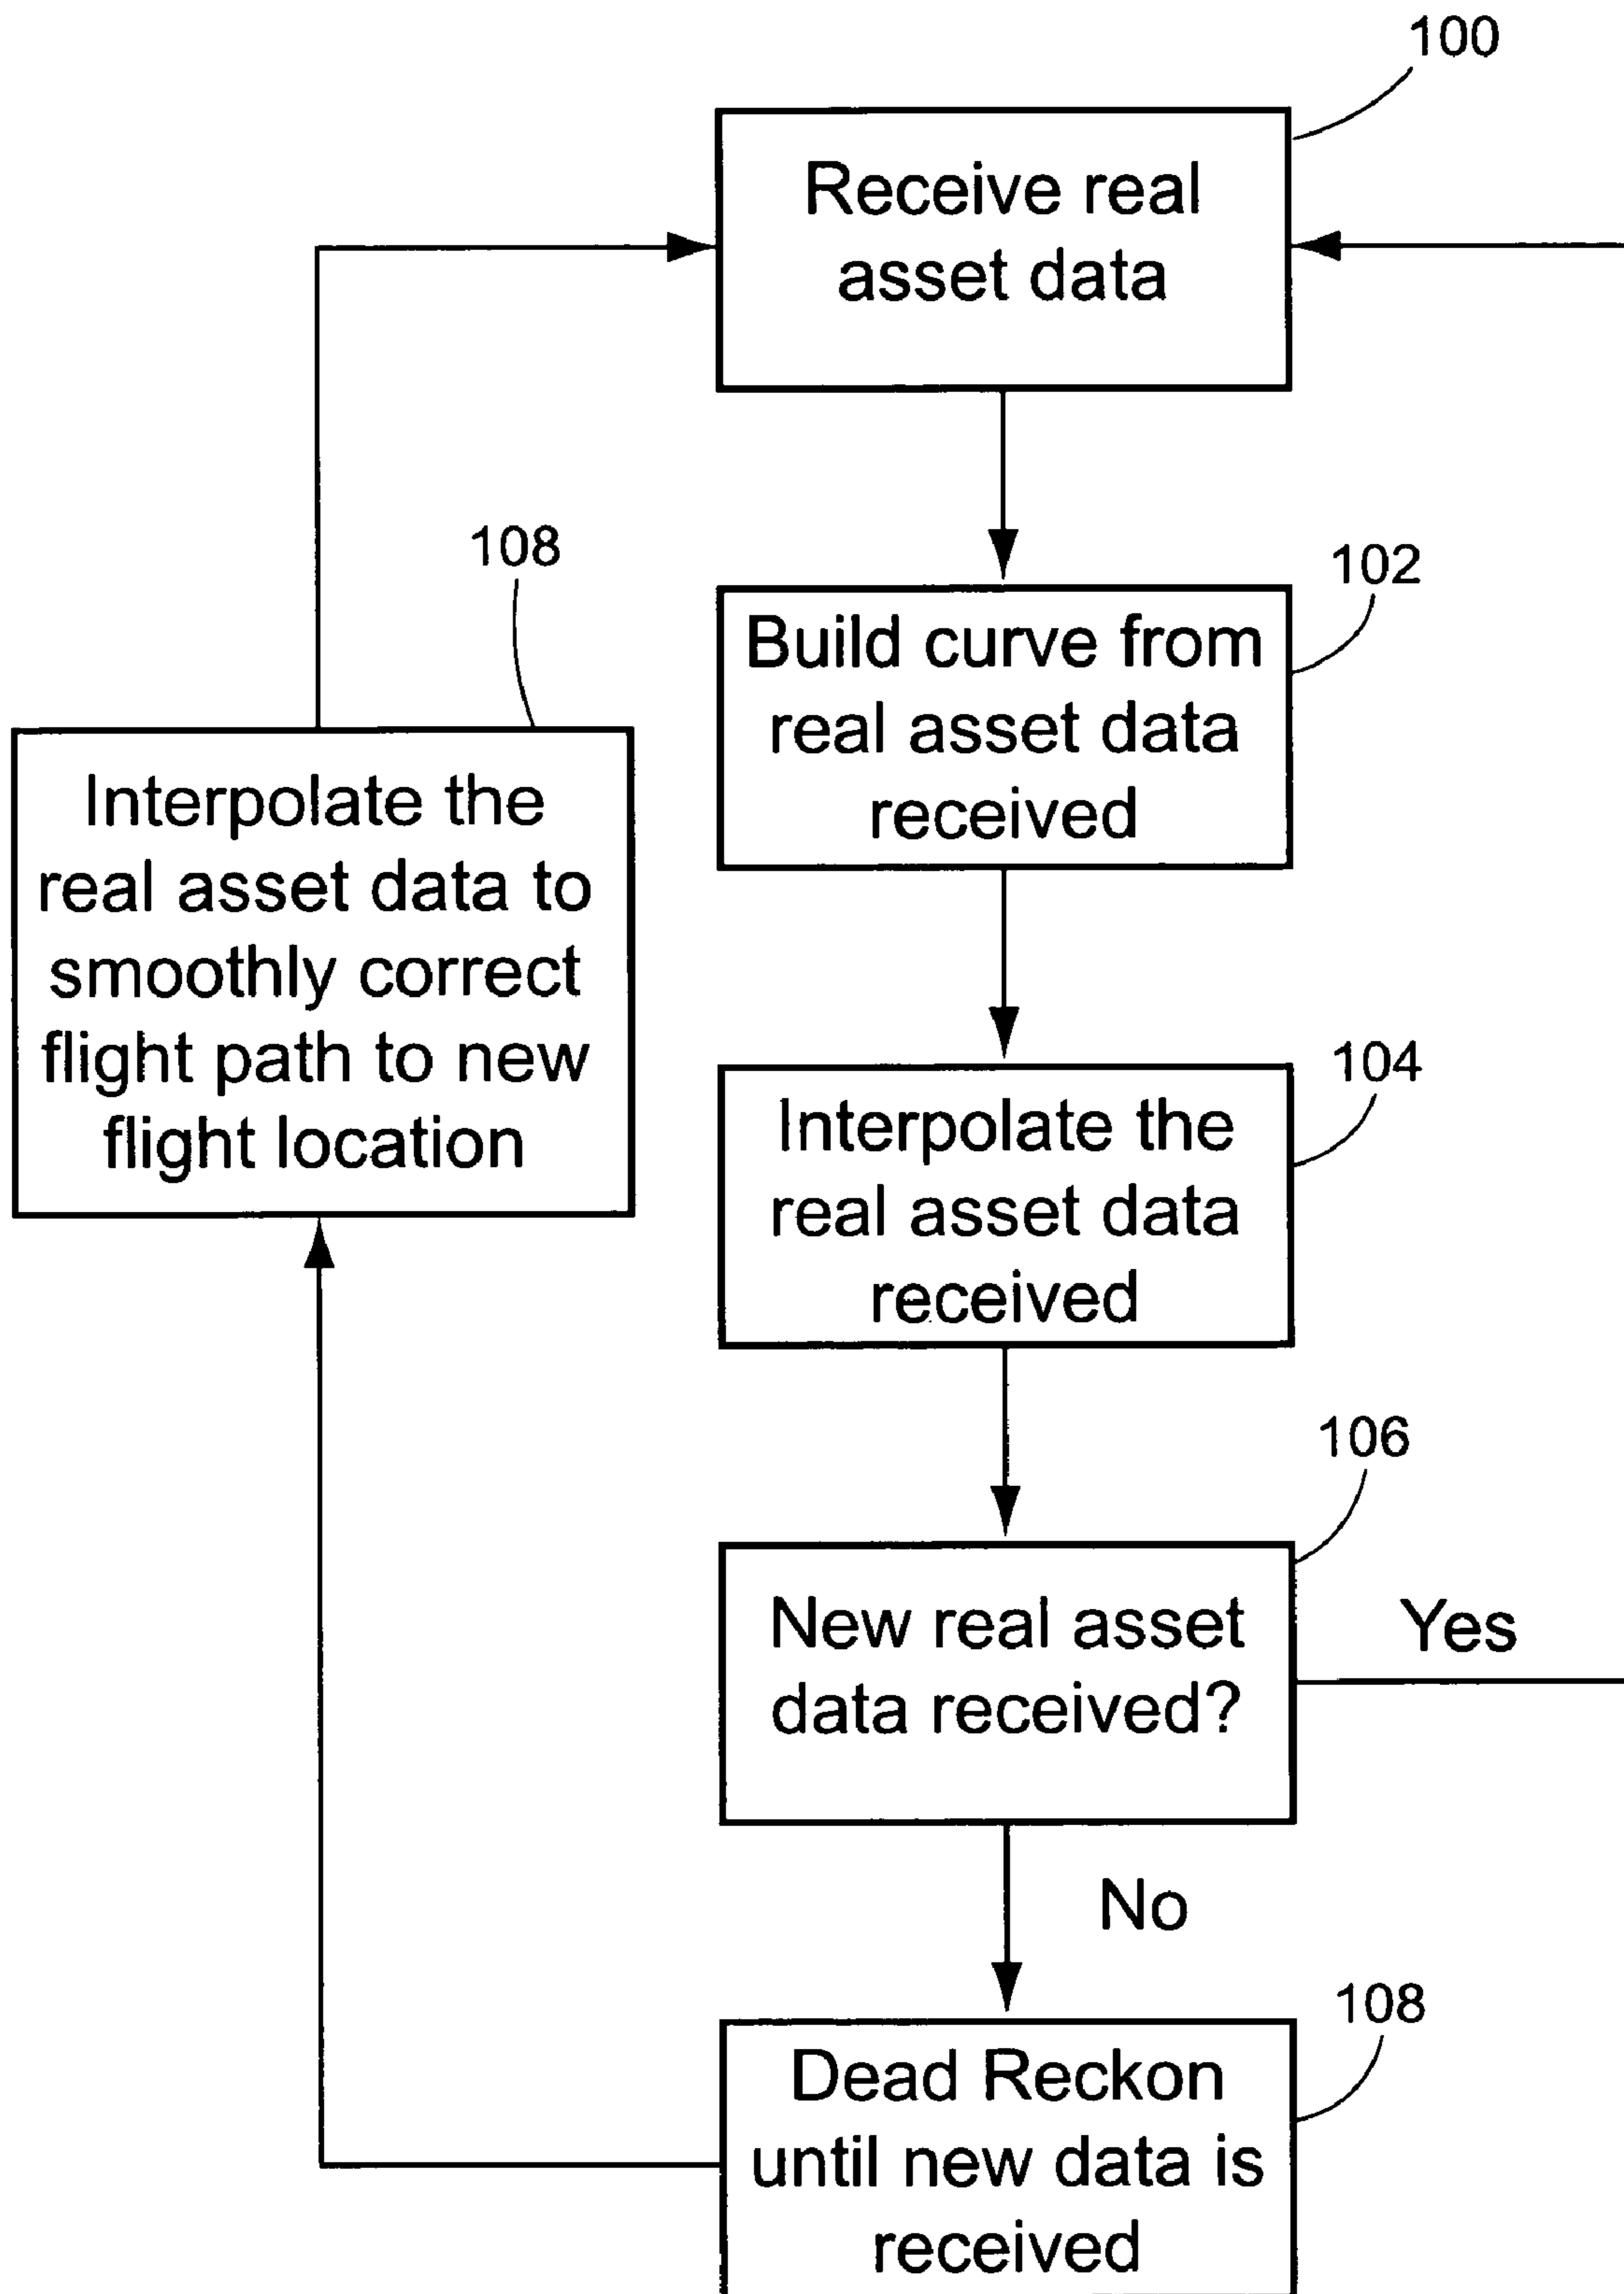 100
Receive real
asset data
108
102
Build curve from
real asset data
received
Interpolate the
real asset data to
smoothly correct
flight path to new
flight location
104
Interpolate the
real asset data
received
106
New real asset
data received?
Yes
No
108
Dead Reckon
until new data is
received